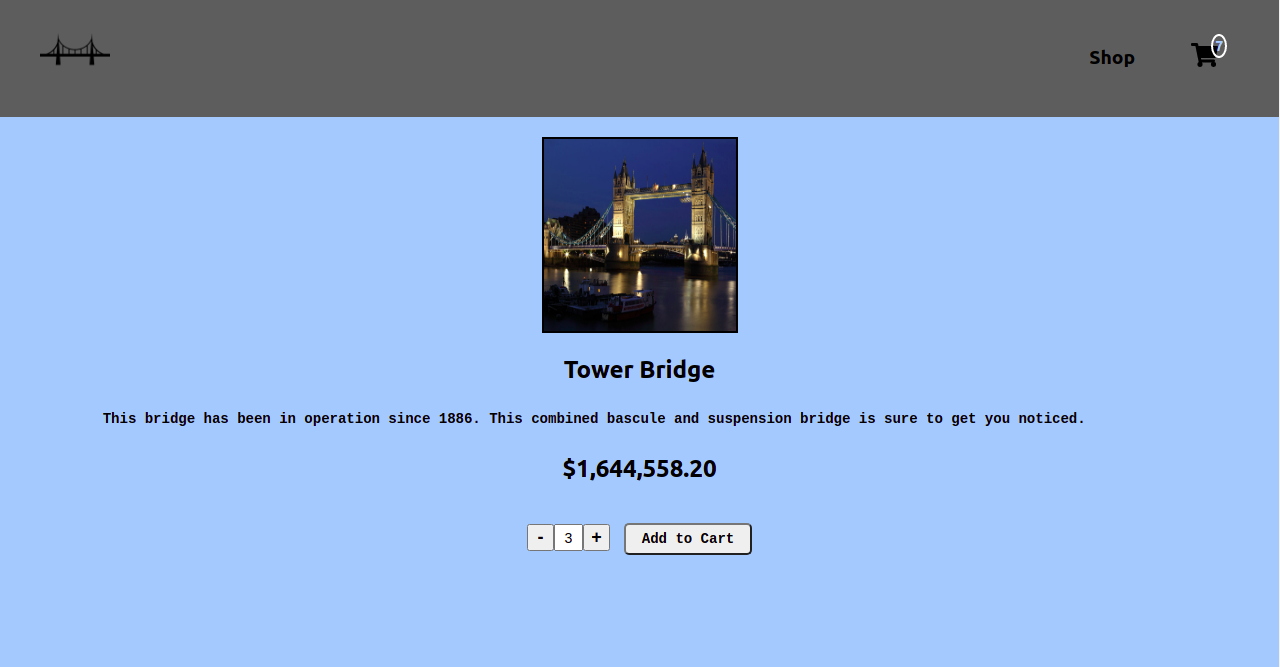 Shop
7
Tower Bridge
This bridge has been in operation since 1886. This combined bascule and suspension bridge is sure to get you noticed.
$1,644,558.20
- 3 + Add to Cart